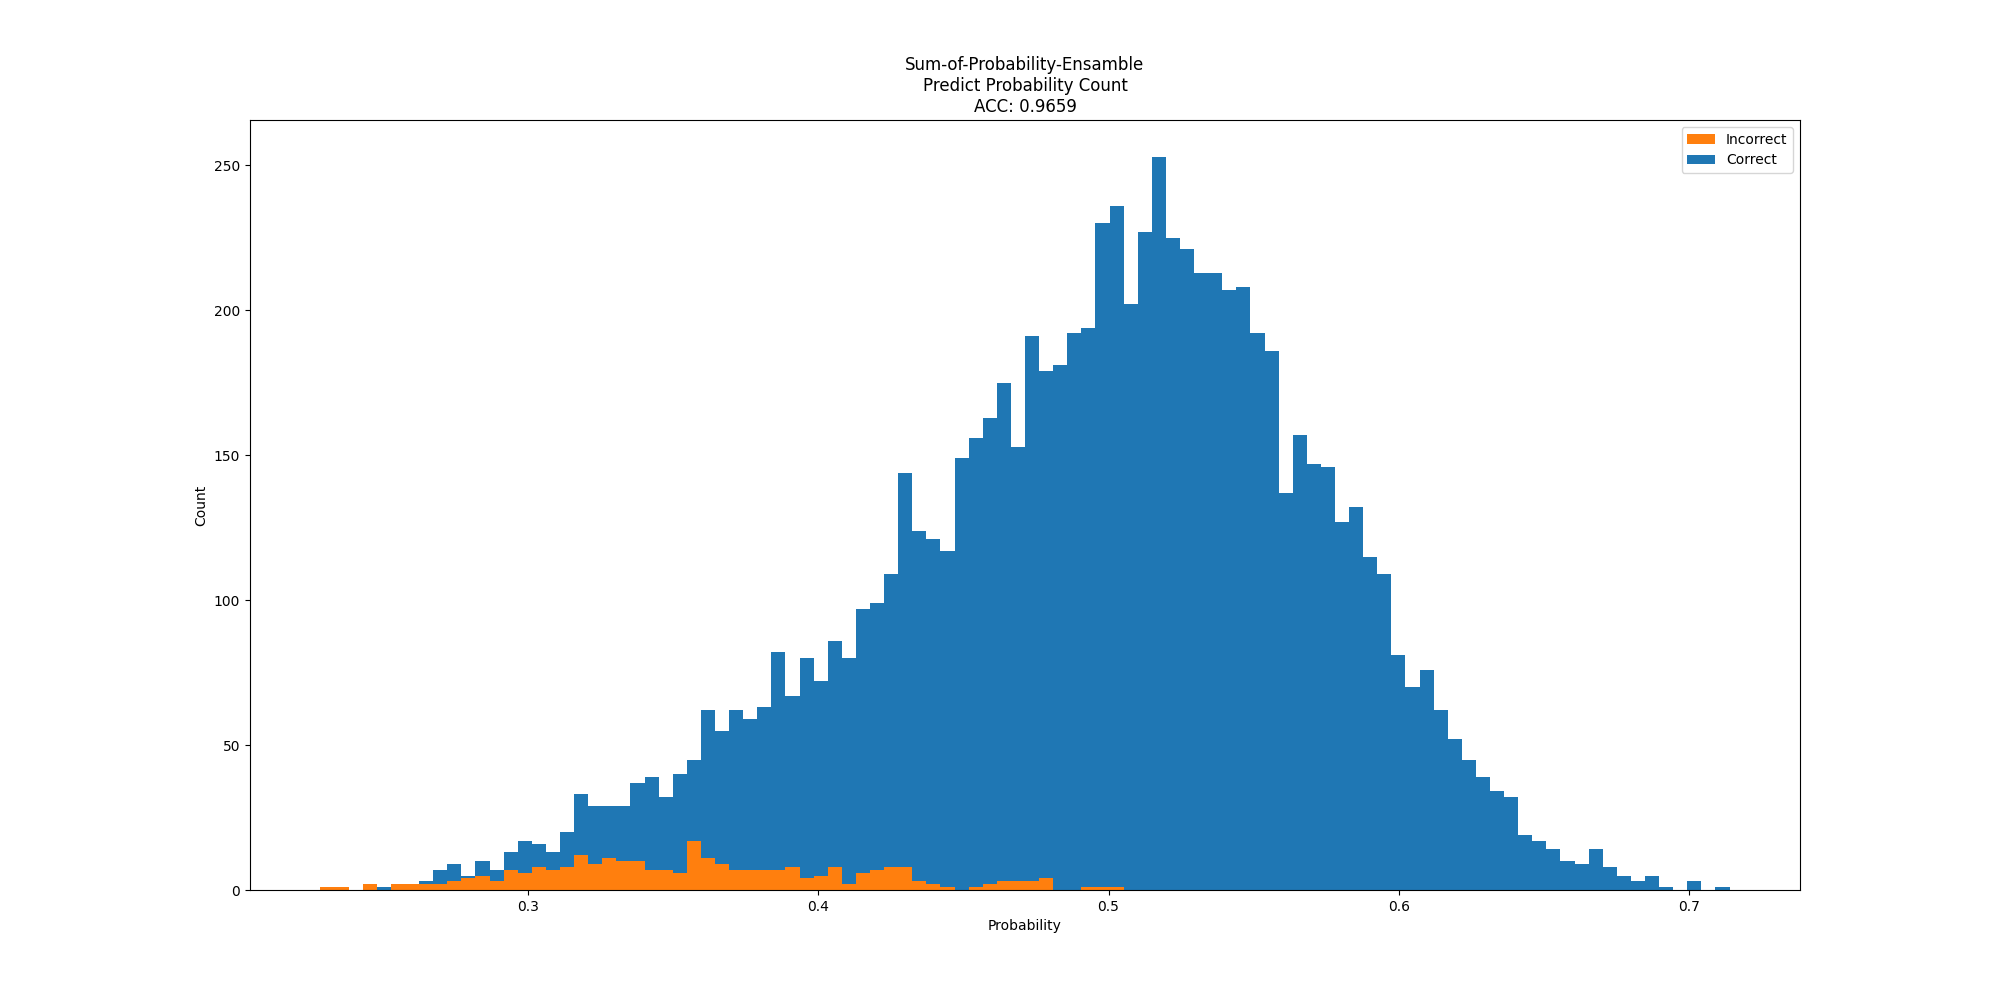 Sum-of-Probability-Ensamble
Predict Probability Count
ACC: 0.9659
Incorrect
Correct
250
200
150
100
50
0
Count
0.3 0.4 0.5 0.6 0.7
Probability